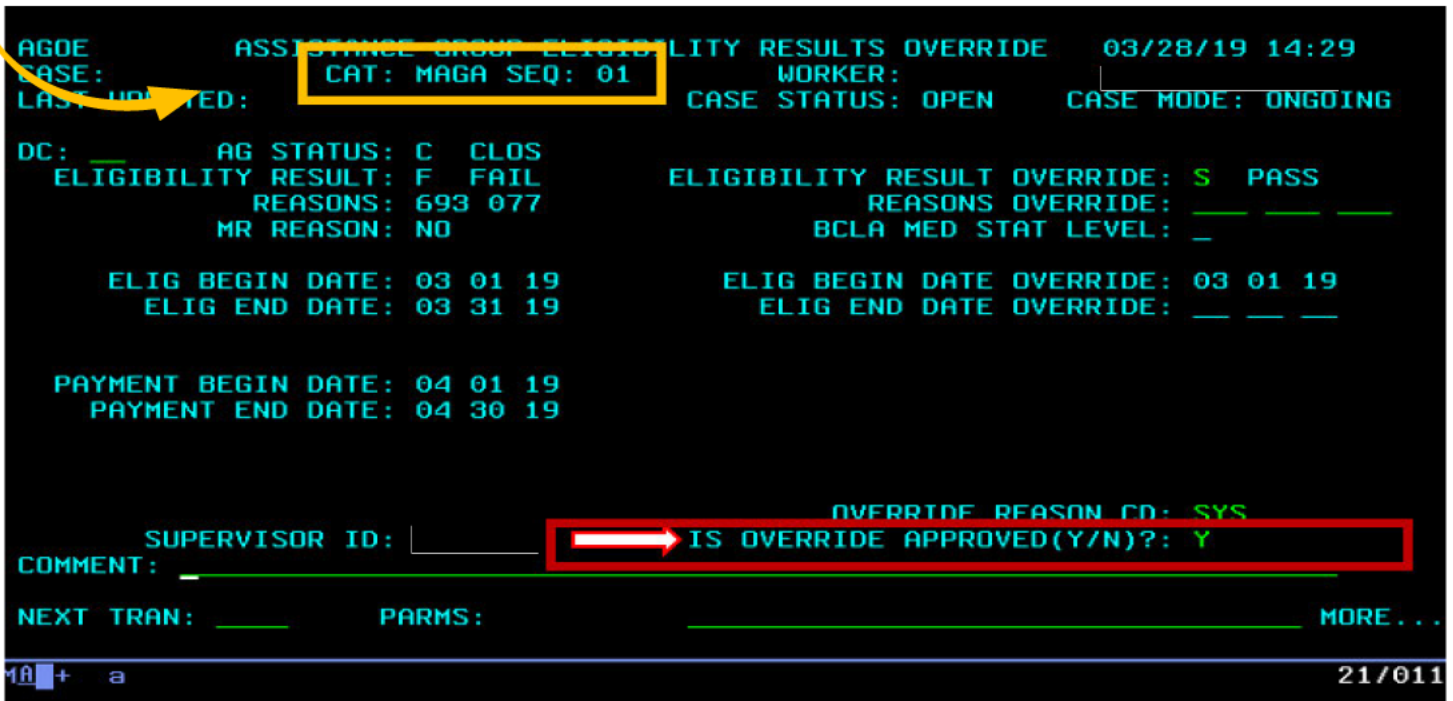 AGOE ASSISTANCE GROUP ELIGIBILITY RESULTS OVERRIDE 03/28/19 14:29
CASE: CAT: MAGA SEQ: 01 WORKER:
LAST UPDATED: CASE STATUS: OPEN CASE MODE: ONGOING
DC: __ AG STATUS: C CLOS
ELIGIBILITY RESULT: F FAIL ELIGIBILITY RESULT OVERRIDE: S PASS
REASONS: 693 077 REASONS OVERRIDE: ___ ___ ___
MR REASON: NO BCLA MED STAT LEVEL: _
ELIG BEGIN DATE: 03 01 19 ELIG BEGIN DATE OVERRIDE: 03 01 19
ELIG END DATE: 03 31 19 ELIG END DATE OVERRIDE: __ __ __
PAYMENT BEGIN DATE: 04 01 19
PAYMENT END DATE: 04 30 19
OVERRIDE REASON CD: SYS
SUPERVISOR ID: IS OVERRIDE APPROVED(Y/N)?: Y
COMMENT:
NEXT TRAN: ____ PARMS: MORE...
MA + a 21/011